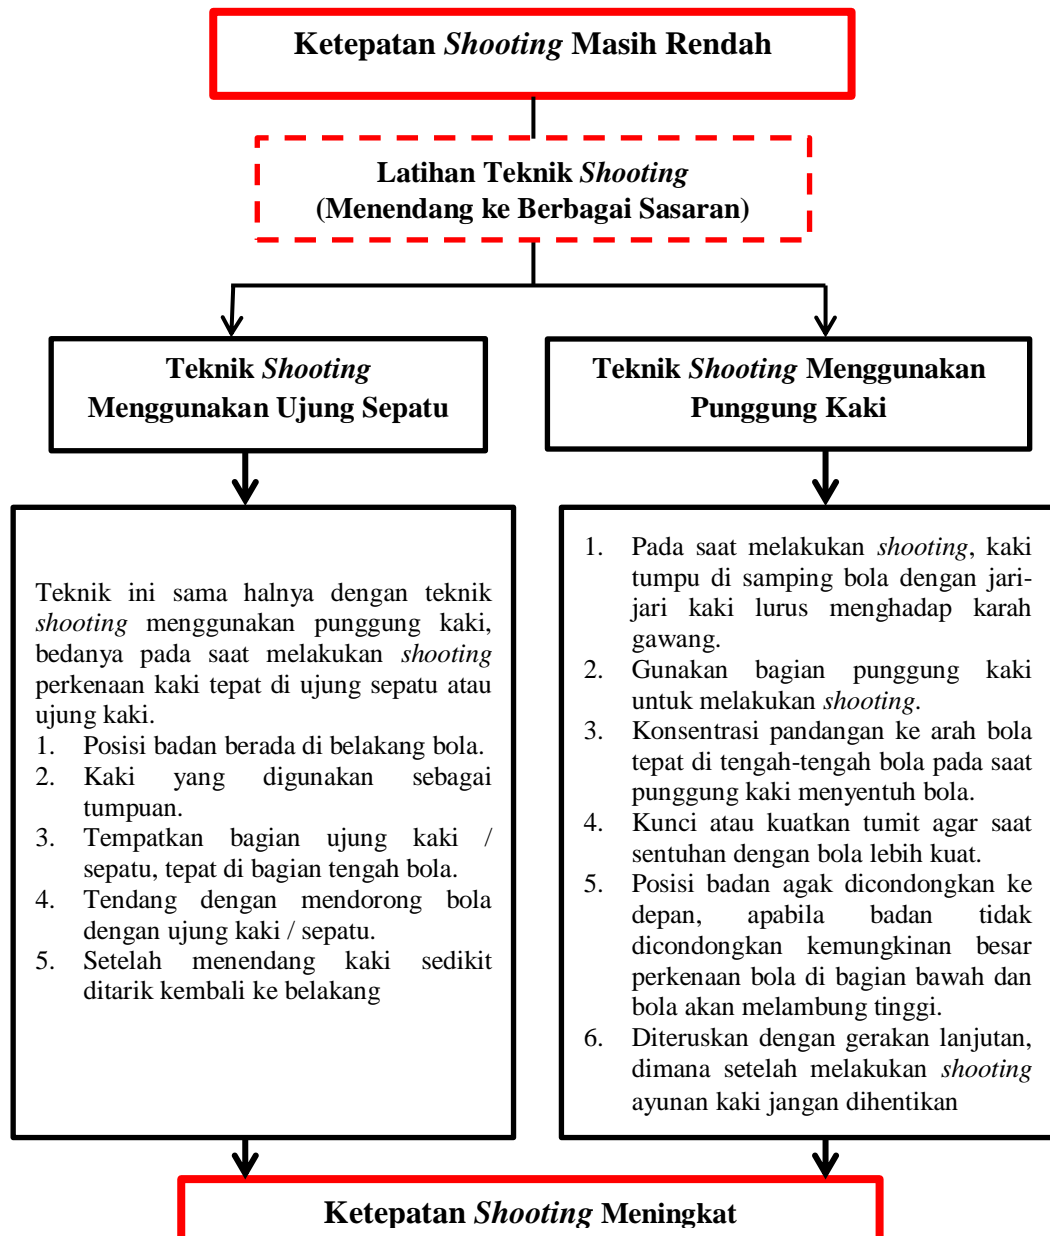 Ketepatan Shooting Masih Rendah
Latihan Teknik Shooting
(Menendang ke Berbagai Sasaran)
Teknik Shooting
Menggunakan Ujung Sepatu
Teknik Shooting Menggunakan
Punggung Kaki
Teknik ini sama halnya dengan teknik
shooting menggunakan punggung kaki,
bedanya pada saat melakukan shooting
perkenaan kaki tepat di ujung sepatu atau
ujung kaki.
1. Posisi badan berada di belakang bola.
2. Kaki yang digunakan sebagai
tumpuan.
3. Tempatkan bagian ujung kaki /
sepatu, tepat di bagian tengah bola.
4. Tendang dengan mendorong bola
dengan ujung kaki / sepatu.
5. Setelah menendang kaki sedikit
ditarik kembali ke belakang
1. Pada saat melakukan shooting, kaki
tumpu di samping bola dengan jari-
jari kaki lurus menghadap karah
gawang.
2. Gunakan bagian punggung kaki
untuk melakukan shooting.
3. Konsentrasi pandangan ke arah bola
tepat di tengah-tengah bola pada saat
punggung kaki menyentuh bola.
4. Kunci atau kuatkan tumit agar saat
sentuhan dengan bola lebih kuat.
5. Posisi badan agak dicondongkan ke
depan, apabila badan tidak
dicondongkan kemungkinan besar
perkenaan bola di bagian bawah dan
bola akan melambung tinggi.
6. Diteruskan dengan gerakan lanjutan,
dimana setelah melakukan shooting
ayunan kaki jangan dihentikan
Ketepatan Shooting Meningkat